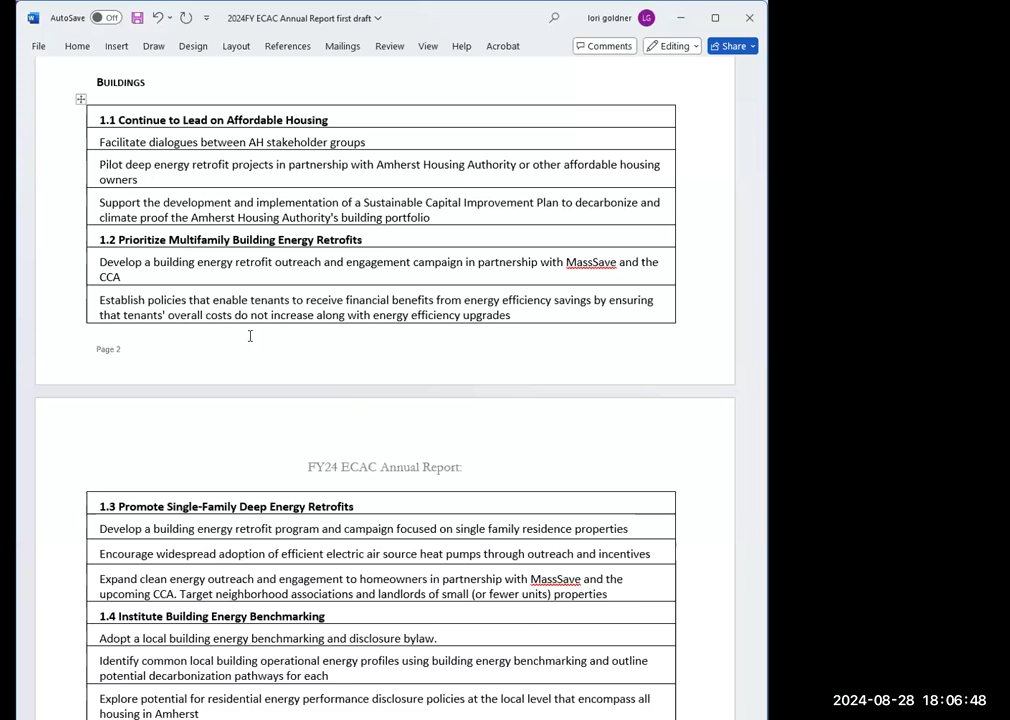 AutoSave Off 2024FY ECAC Annual Report first draft lori goldner LG
File Home Insert Draw Design Layout References Mailings Review View Help Acrobat Comments Editing Share
BUILDINGS
1.1 Continue to Lead on Affordable Housing
Facilitate dialogues between AH stakeholder groups
Pilot deep energy retrofit projects in partnership with Amherst Housing Authority or other affordable housing
owners
Support the development and implementation of a Sustainable Capital Improvement Plan to decarbonize and
climate proof the Amherst Housing Authority's building portfolio
1.2 Prioritize Multifamily Building Energy Retrofits
Develop a building energy retrofit outreach and engagement campaign in partnership with MassSave and the
CCA
Establish policies that enable tenants to receive financial benefits from energy efficiency savings by ensuring
that tenants' overall costs do not increase along with energy efficiency upgrades
Page 2
FY24 ECAC Annual Report:
1.3 Promote Single-Family Deep Energy Retrofits
Develop a building energy retrofit program and campaign focused on single family residence properties
Encourage widespread adoption of efficient electric air source heat pumps through outreach and incentives
Expand clean energy outreach and engagement to homeowners in partnership with MassSave and the
upcoming CCA. Target neighborhood associations and landlords of small (or fewer units) properties
1.4 Institute Building Energy Benchmarking
Adopt a local building energy benchmarking and disclosure bylaw.
Identify common local building operational energy profiles using building energy benchmarking and outline
potential decarbonization pathways for each
Explore potential for residential energy performance disclosure policies at the local level that encompass all
housing in Amherst
2024-08-28 18:06:48